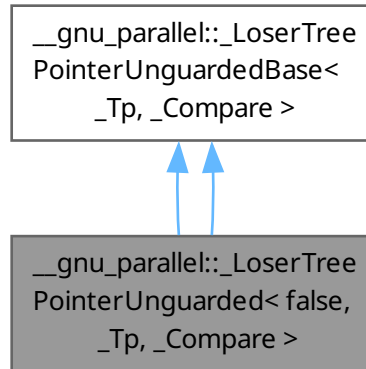 __gnu_parallel::_LoserTree
PointerUnguardedBase<
_Tp, _Compare >
__gnu_parallel::_LoserTree
PointerUnguarded< false,
_Tp, _Compare >